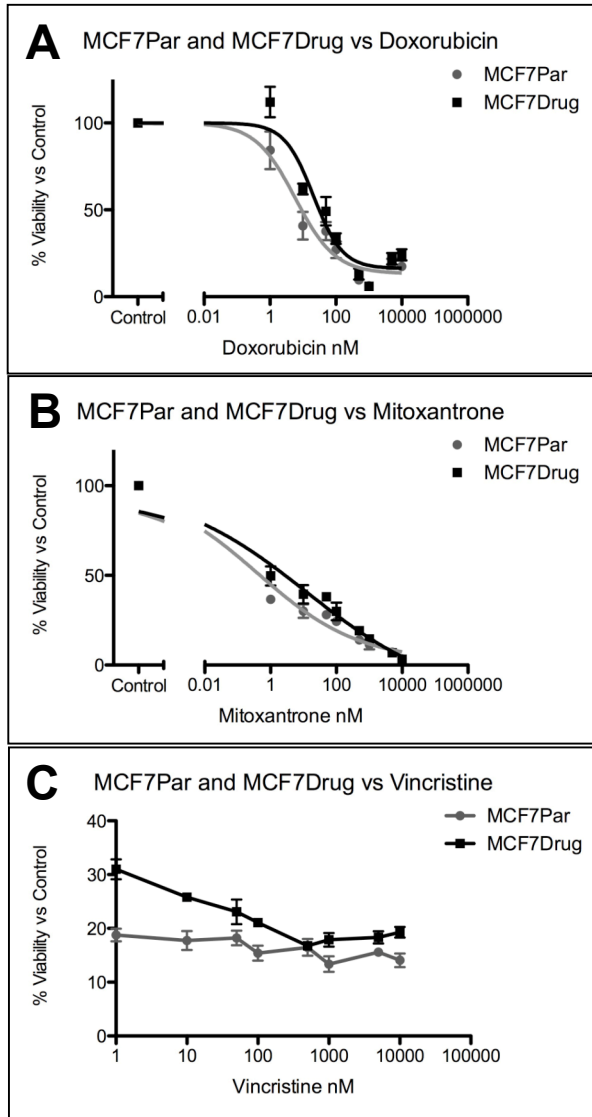 A
MCF7Par and MCF7Drug vs Doxorubicin
MCF7Par
MCF7Drug
% Viability vs Control
100
50
0
Control
0.01 1 100 10000 1000000
Doxorubicin nM
B
MCF7Par and MCF7Drug vs Mitoxantrone
MCF7Par
MCF7Drug
% Viability vs Control
100
50
0
Control
0.01 1 100 10000 1000000
Mitoxantrone nM
C
MCF7Par and MCF7Drug vs Vincristine
MCF7Par
MCF7Drug
% Viability vs Control
40
30
20
10
0
1 10 100 1000 10000 100000
Vincristine nM